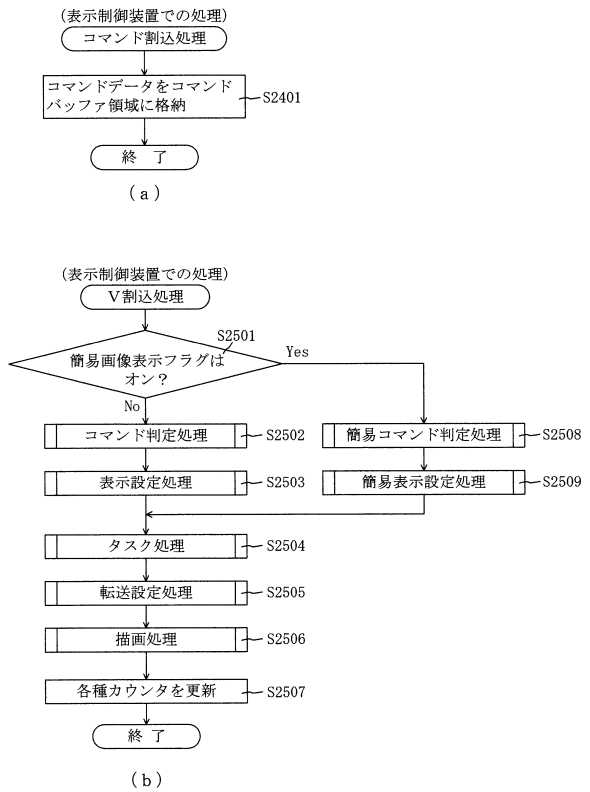 (表示制御装置での処理)
コマンド割込処理
コマンドデータをコマンド
バッファ領域に格納
S2401
終 了
(a)
(表示制御装置での処理)
V割込処理
S2501
簡易画像表示フラグは
オン?
Yes
No
コマンド判定処理
S2502
簡易コマンド判定処理
S2508
表示設定処理
S2503
簡易表示設定処理
S2509
タスク処理
S2504
転送設定処理
S2505
描画処理
S2506
各種カウンタを更新
S2507
終 了
(b)